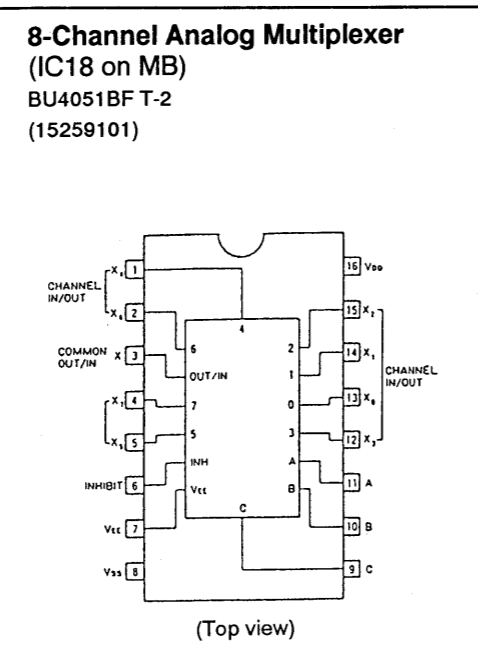 8-Channel Analog Multiplexer
(IC18 on MB)
BU4051BF T-2
(15259101)
X₄ 1
16 VDD
CHANNEL
IN/OUT
X₆ 2
15 X₂
4
COMMON
OUT/IN X 3
6
2
14 X₁
OUT/IN
1
CHANNEL
IN/OUT
X₇ 4
7
0
13 X₀
X₅ 5
5
3
12 X₃
INHIBIT 6
INH
A
11 A
VEE
B
VEE 7
C
10 B
VSS 8
9 C
(Top view)